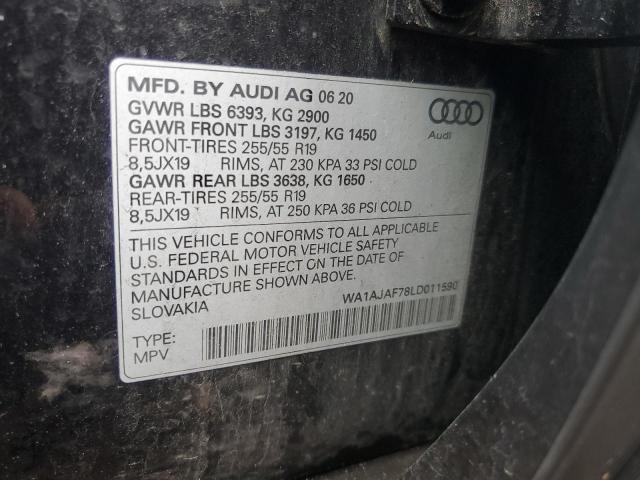 MFD. BY AUDI AG 06 20
GVWR LBS 6393, KG 2900
GAWR FRONT LBS 3197, KG 1450
FRONT-TIRES 255/55 R19
8,5JX19 RIMS, AT 230 KPA 33 PSI COLD
GAWR REAR LBS 3638, KG 1650
REAR-TIRES 255/55 R19
8,5JX19 RIMS, AT 250 KPA 36 PSI COLD
Audi
THIS VEHICLE CONFORMS TO ALL APPLICABLE
U.S. FEDERAL MOTOR VEHICLE SAFETY
STANDARDS IN EFFECT ON THE DATE OF
MANUFACTURE SHOWN ABOVE.
SLOVAKIA
WA1AJAF78LD011590
TYPE:
MPV